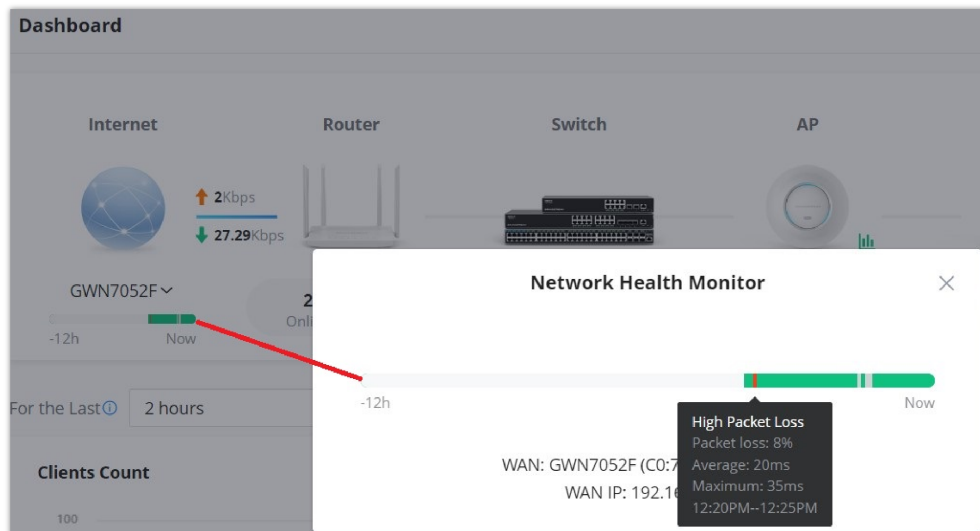 Dashboard
Internet
Router
Switch
AP
2Kbps
27.29Kbps
GWN7052F
-12h
Now
2
Onli
For the Last
2 hours
Clients Count
100
Network Health Monitor
-12h
Now
High Packet Loss
Packet loss: 8%
Average: 20ms
Maximum: 35ms
12:20PM--12:25PM
WAN: GWN7052F (C0:7
WAN IP: 192.16